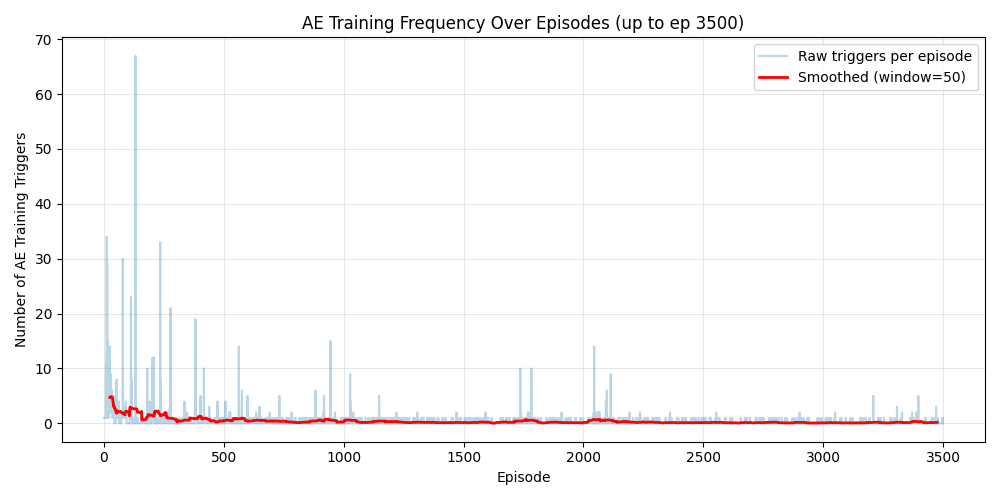 AE Training Frequency Over Episodes (up to ep 3500)
Raw triggers per episode
Smoothed (window=50)
Number of AE Training Triggers
70
60
50
40
30
20
10
0
0 500 1000 1500 2000 2500 3000 3500
Episode